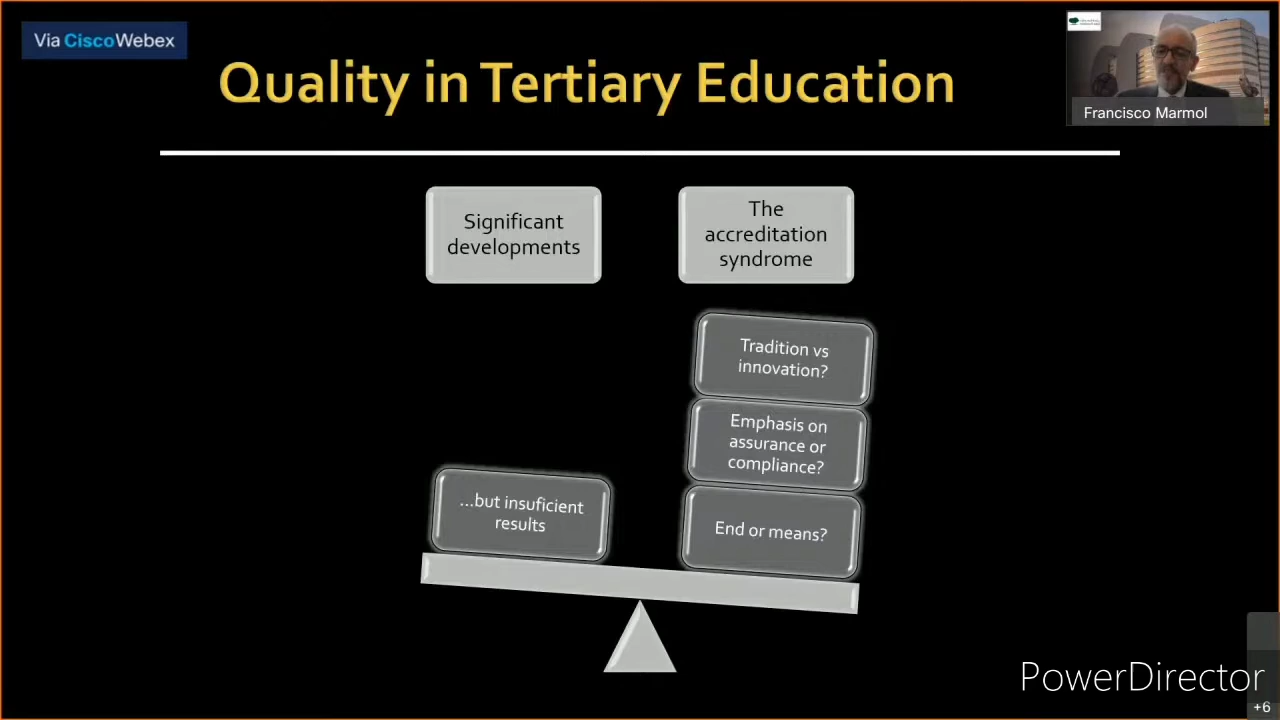 Via CiscoWebex
Quality in Tertiary Education
Francisco Marmol
Significant
developments
The
accreditation
syndrome
Tradition vs
innovation?
Emphasis on
assurance or
compliance?
...but insuficient
results
End or means?
PowerDirector
+6